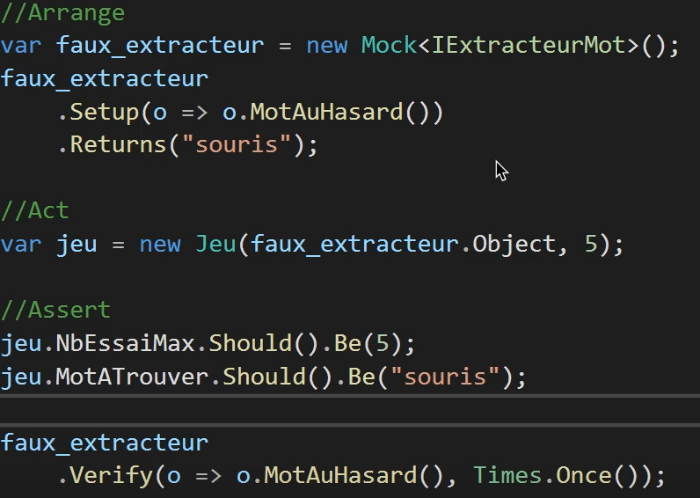 //Arrange
var faux_extracteur = new Mock<IExtracteurMot>();
faux_extracteur
.Setup(o => o.MotAuHasard())
.Returns("souris");
//Act
var jeu = new Jeu(faux_extracteur.Object, 5);
//Assert
jeu.NbEssaiMax.Should().Be(5);
jeu.MotATrouver.Should().Be("souris");
faux_extracteur
.Verify(o => o.MotAuHasard(), Times.Once());